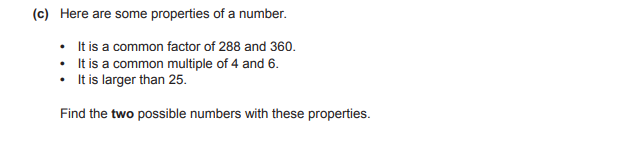 (c) Here are some properties of a number.
• It is a common factor of 288 and 360.
• It is a common multiple of 4 and 6.
• It is larger than 25.
Find the two possible numbers with these properties.